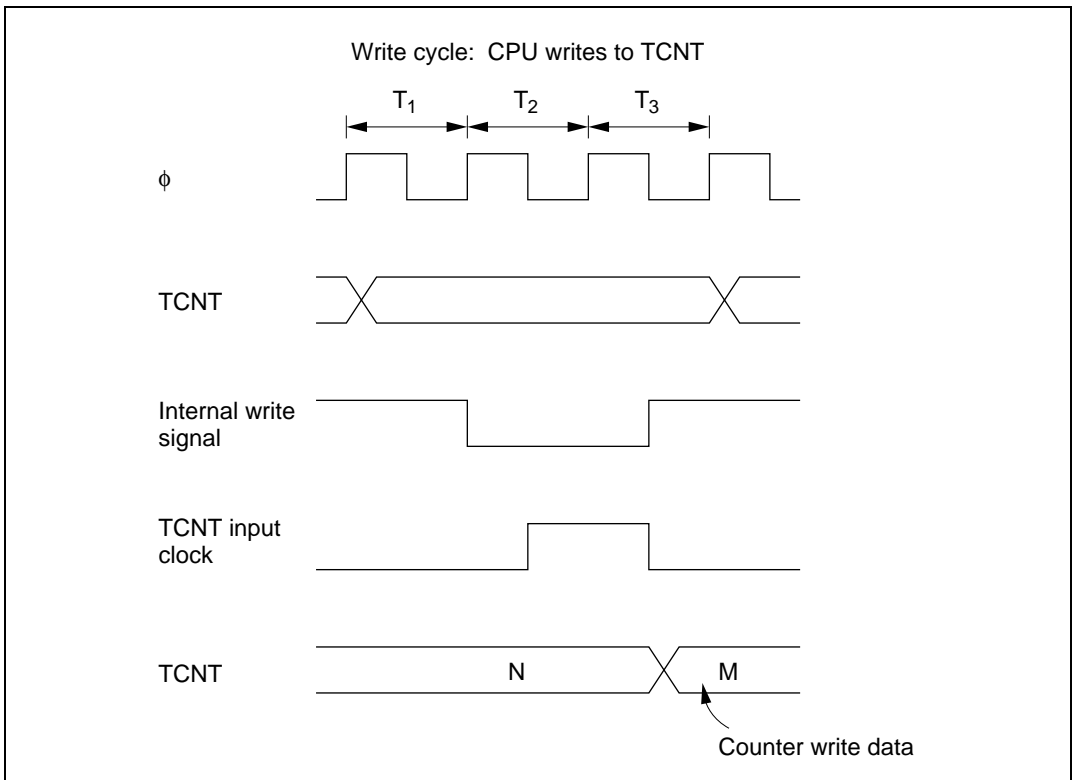 Write cycle: CPU writes to TCNT
T₁ T₂ T₃
φ
TCNT
Internal write
signal
TCNT input
clock
TCNT
N M
Counter write data